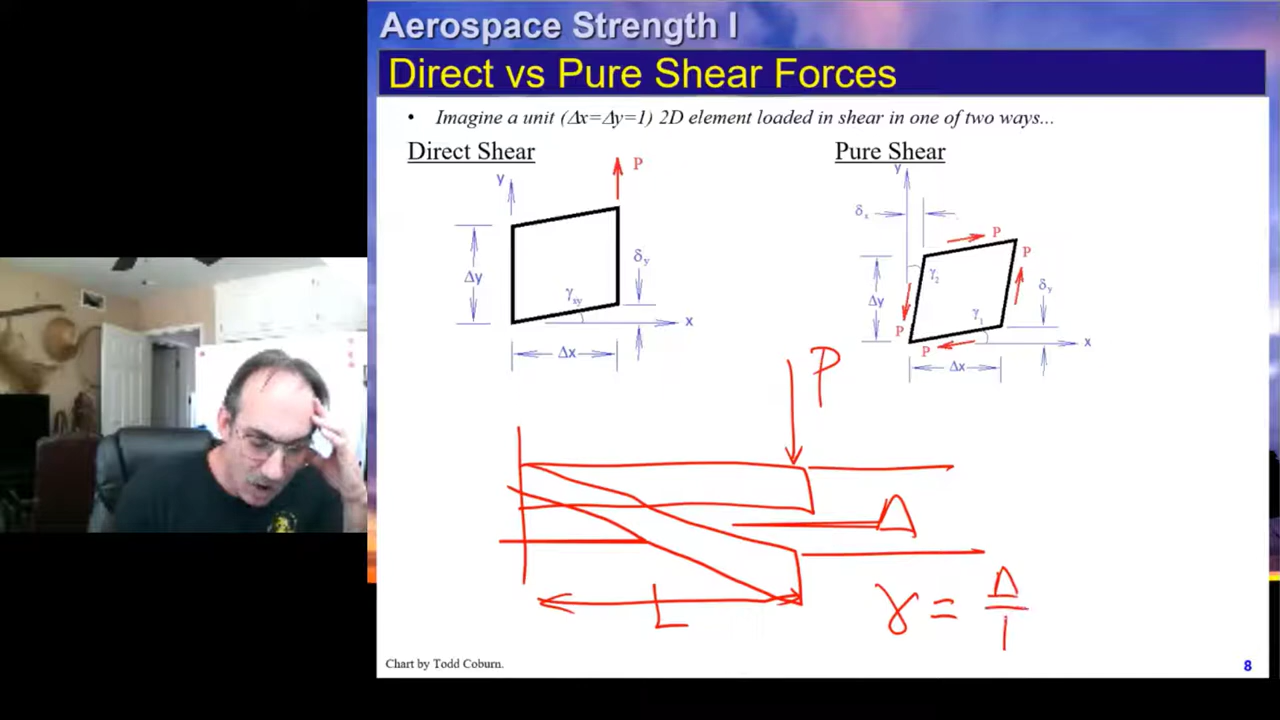 Aerospace Strength I
Direct vs Pure Shear Forces
• Imagine a unit (Δx=Δy=1) 2D element loaded in shear in one of two ways...
Direct Shear
P
y
Δy
δy
γxy
x
Δx
Pure Shear
y
δx
P
P
γ2
Δy
δy
γ1
P
x
P
Δx
P
Δ
L
γ = Δ
Chart by Todd Coburn.
8